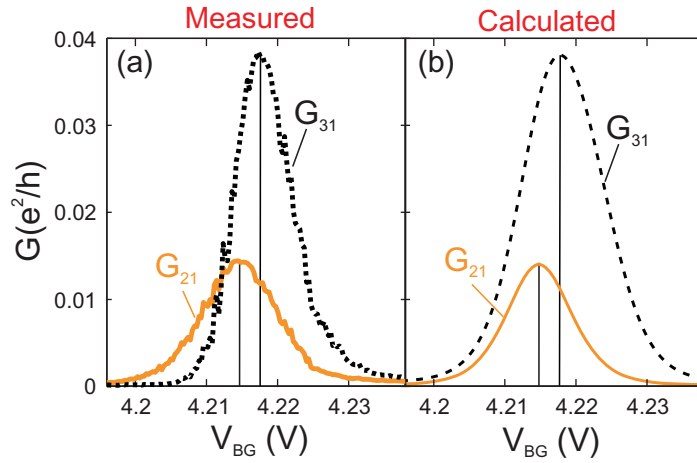 Measured Calculated
0.04
(a) (b)
G31 G31
0.03
G(e²/h)
0.02
G21 G21
0.01
0
4.2 4.21 4.22 4.23 4.2 4.21 4.22 4.23
VBG (V) VBG (V)